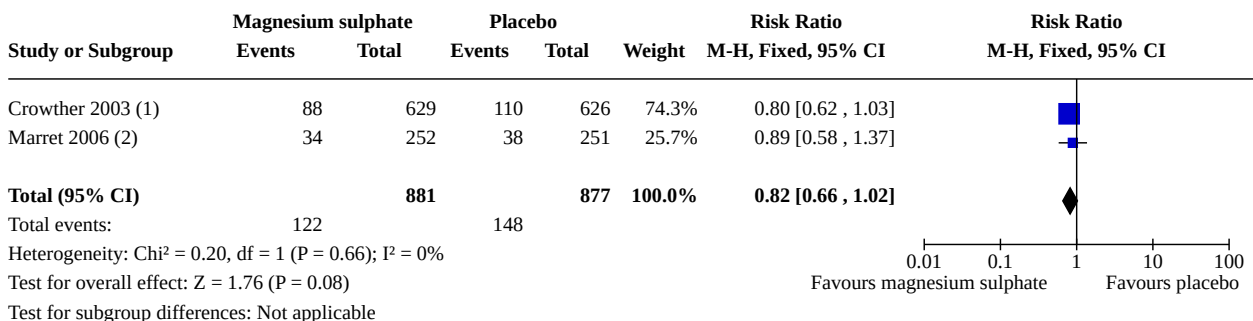 Magnesium sulphate Placebo Risk Ratio Risk Ratio
Study or Subgroup Events Total Events Total Weight M-H, Fixed, 95% CI M-H, Fixed, 95% CI
Crowther 2003 (1) 88 629 110 626 74.3% 0.80 [0.62 , 1.03]
Marret 2006 (2) 34 252 38 251 25.7% 0.89 [0.58 , 1.37]
Total (95% CI) 881 877 100.0% 0.82 [0.66 , 1.02]
Total events: 122 148
Heterogeneity: Chi² = 0.20, df = 1 (P = 0.66); I² = 0%
0.01 0.1 1 10 100
Test for overall effect: Z = 1.76 (P = 0.08) Favours magnesium sulphate Favours placebo
Test for subgroup differences: Not applicable